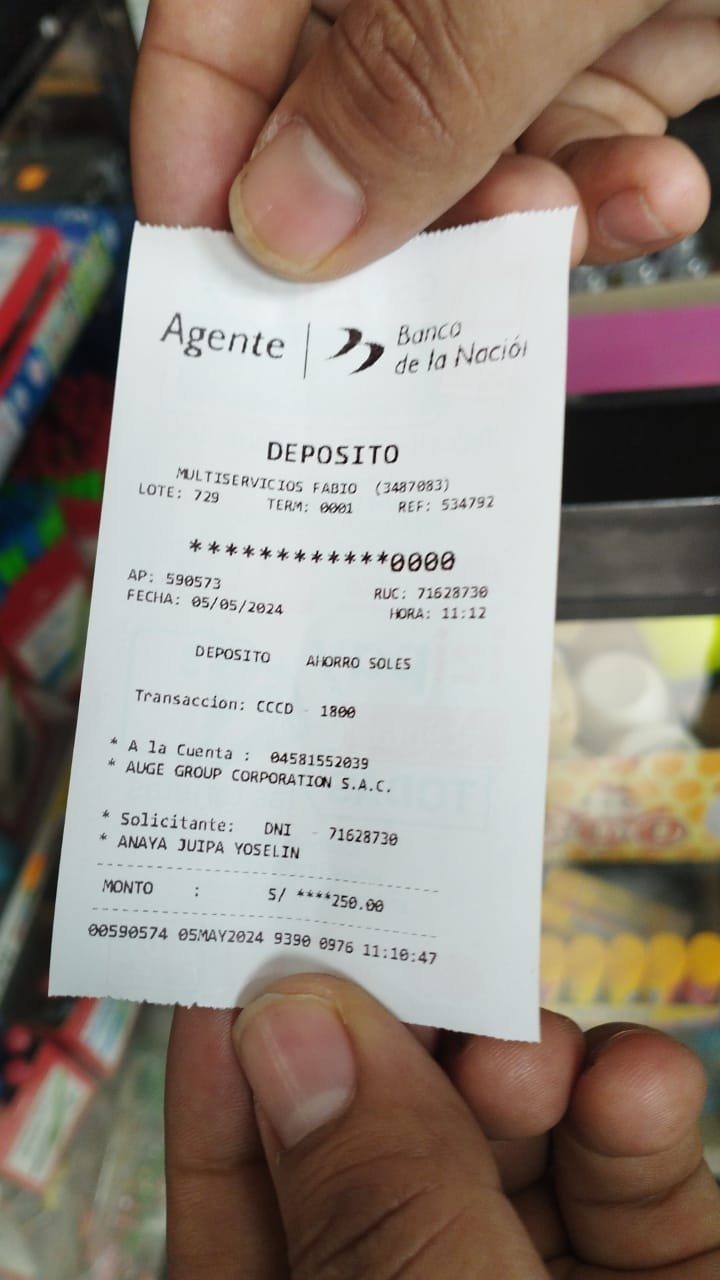 Agente | Banco
de la Nació
DEPOSITO
MULTISERVICIOS FABIO (3487083)
LOTE: 729 TERM: 0001 REF: 534792
************0000
AP: 590573 RUC: 71628730
FECHA: 05/05/2024 HORA: 11:12
DEPOSITO AHORRO SOLES
Transaccion: CCCD - 1800
* A la Cuenta : 04581552039
* AUGE GROUP CORPORATION S.A.C.
* Solicitante: DNI - 71628730
* ANAYA JUIPA YOSELIN
MONTO : S/ ****250.00
00590574 05MAY2024 9390 0976 11:10:47